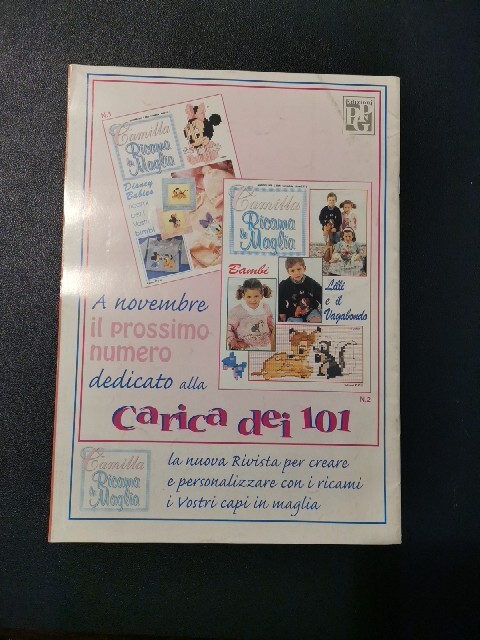 Edizioni
PPG
N.1
Camilla
Ricama
la
Maglia
Disney
Babies
Camilla
Ricama
la
Maglia
Bambi
Lilli
e il
Vagabondo
A novembre
il prossimo
numero
dedicato alla
N.2
Carica dei 101
Camilla
Ricama
la
Maglia
la nuova Rivista per creare
e personalizzare con i ricami
i Vostri capi in maglia